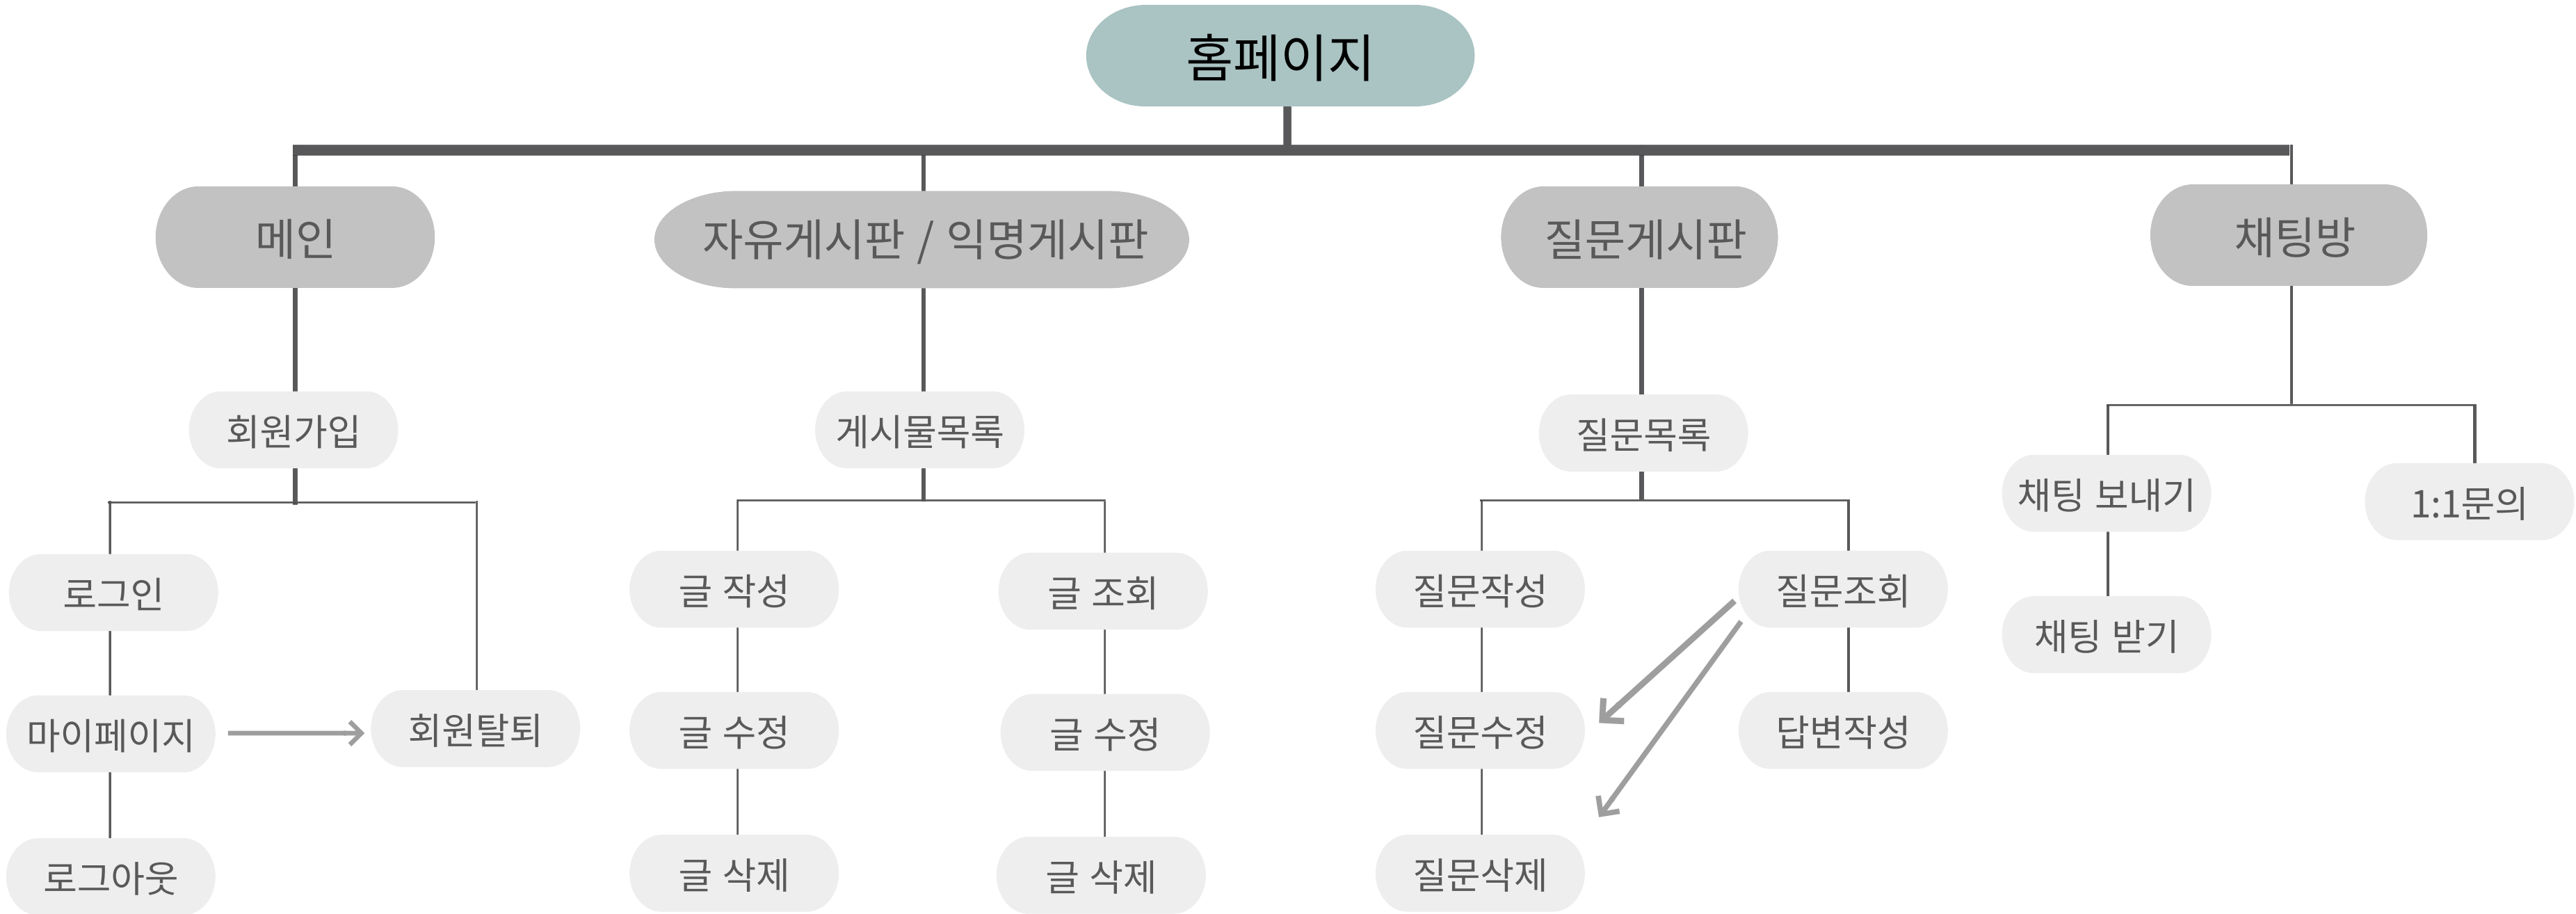 홈페이지
메인
자유게시판 / 익명게시판
질문게시판
채팅방
회원가입
게시물목록
질문목록
채팅 보내기
1:1문의
로그인
글 작성
글 조회
질문작성
질문조회
채팅 받기
마이페이지
회원탈퇴
글 수정
글 수정
질문수정
답변작성
로그아웃
글 삭제
글 삭제
질문삭제